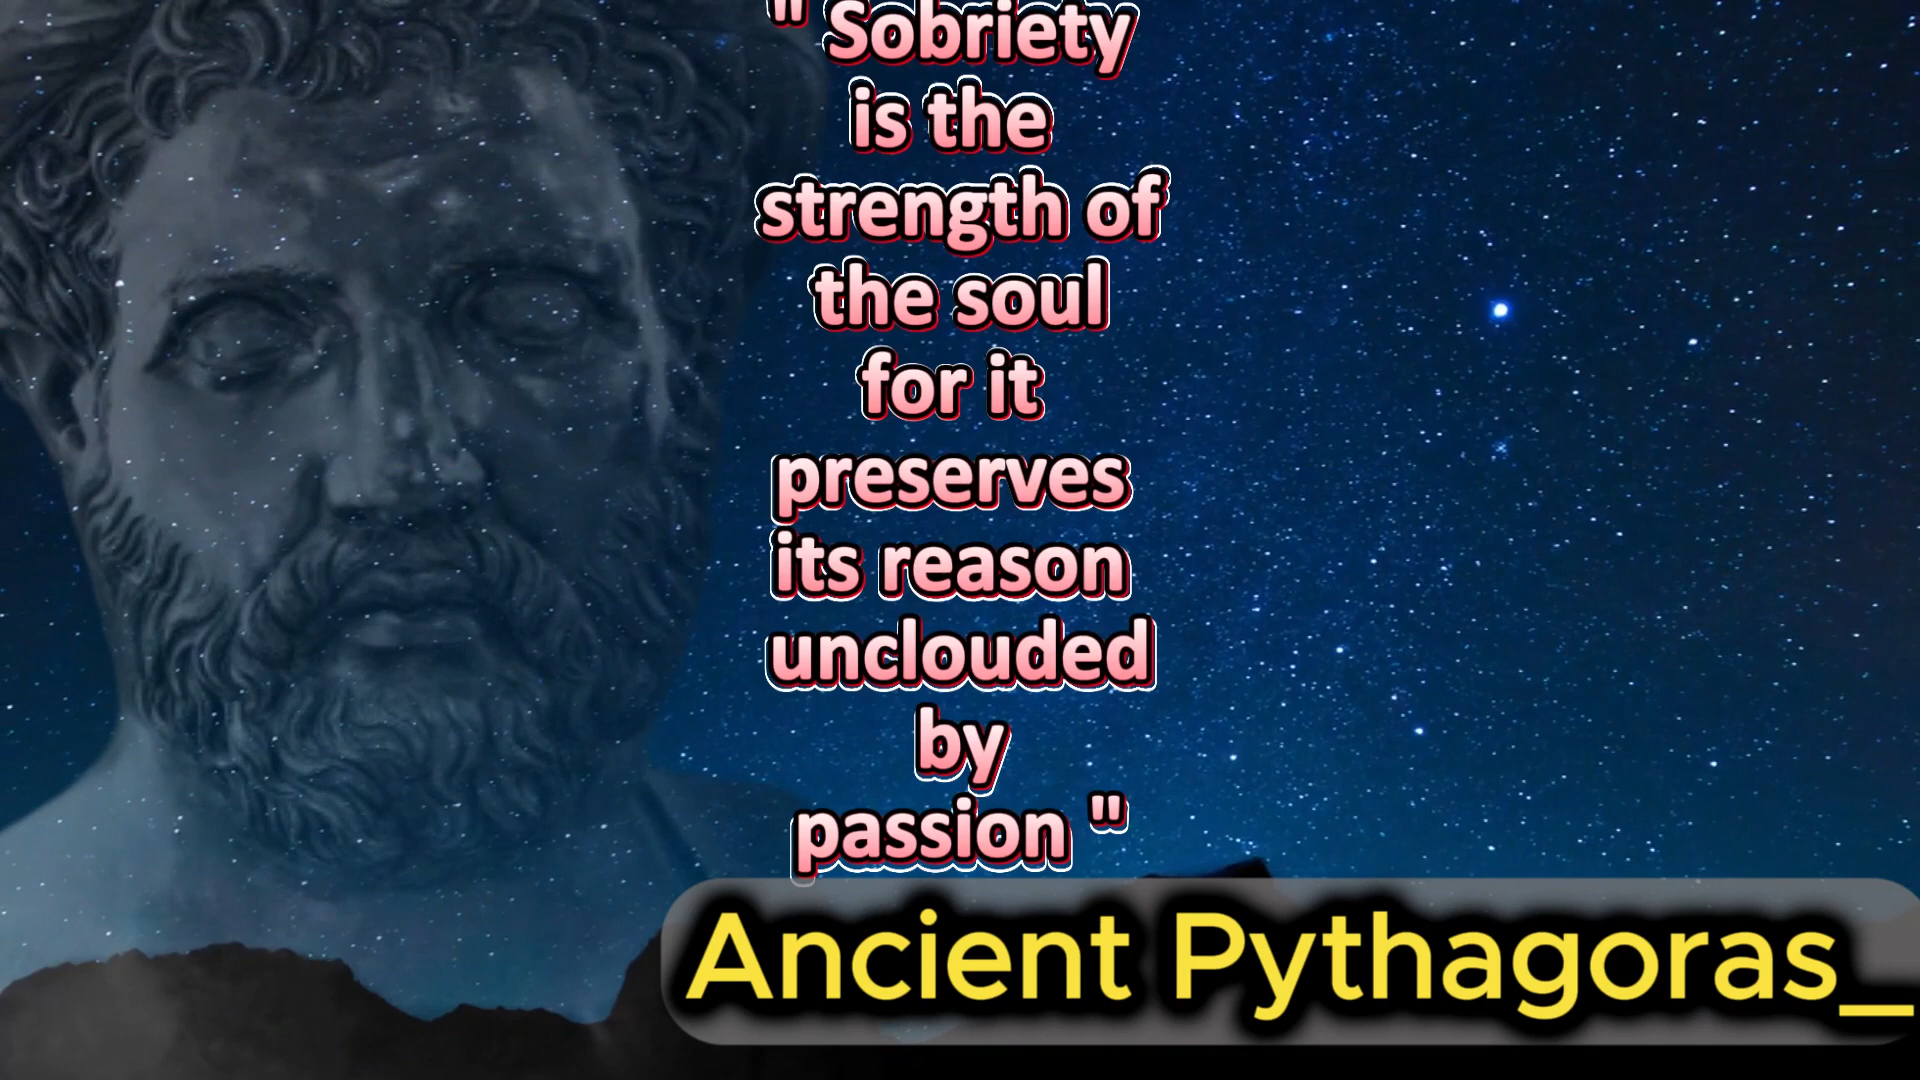 " Sobriety
is the
strength of
the soul
for it
preserves
its reason
unclouded
by
passion "
Ancient Pythagoras_